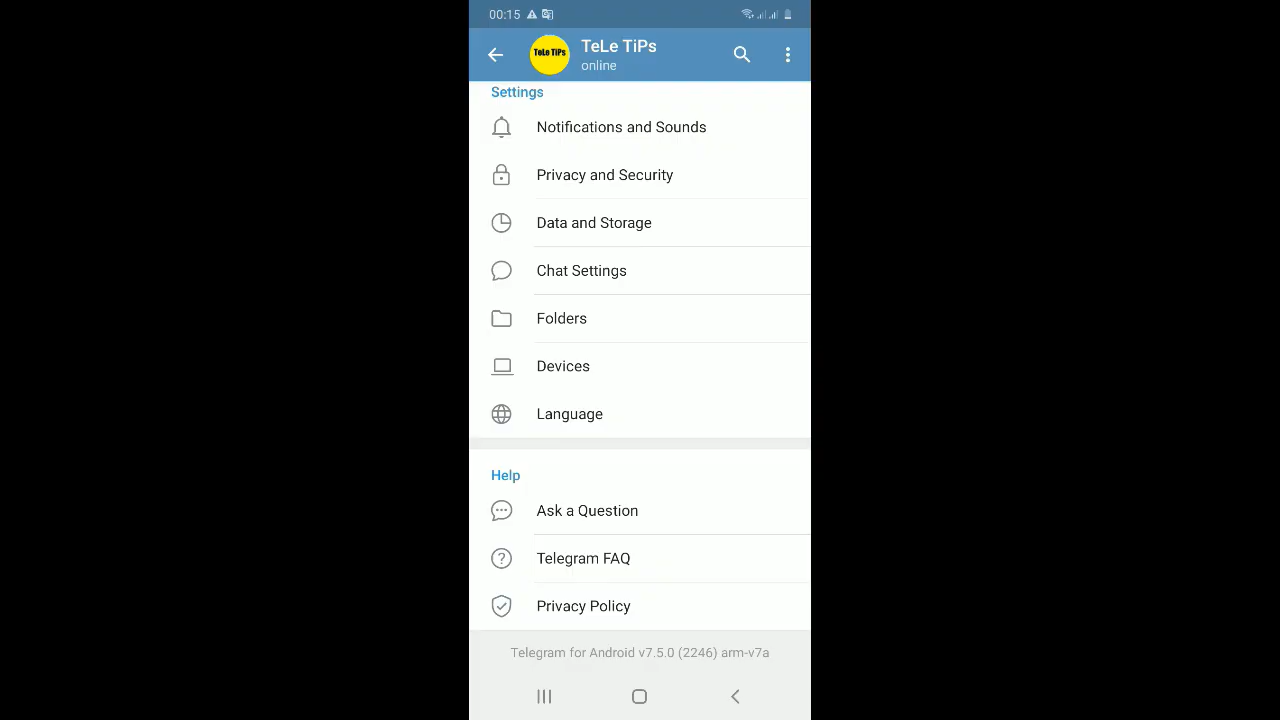 00:15
TeLe TiPs
TeLe TiPs
online
Settings
Notifications and Sounds
Privacy and Security
Data and Storage
Chat Settings
Folders
Devices
Language
Help
Ask a Question
Telegram FAQ
Privacy Policy
Telegram for Android v7.5.0 (2246) arm-v7a